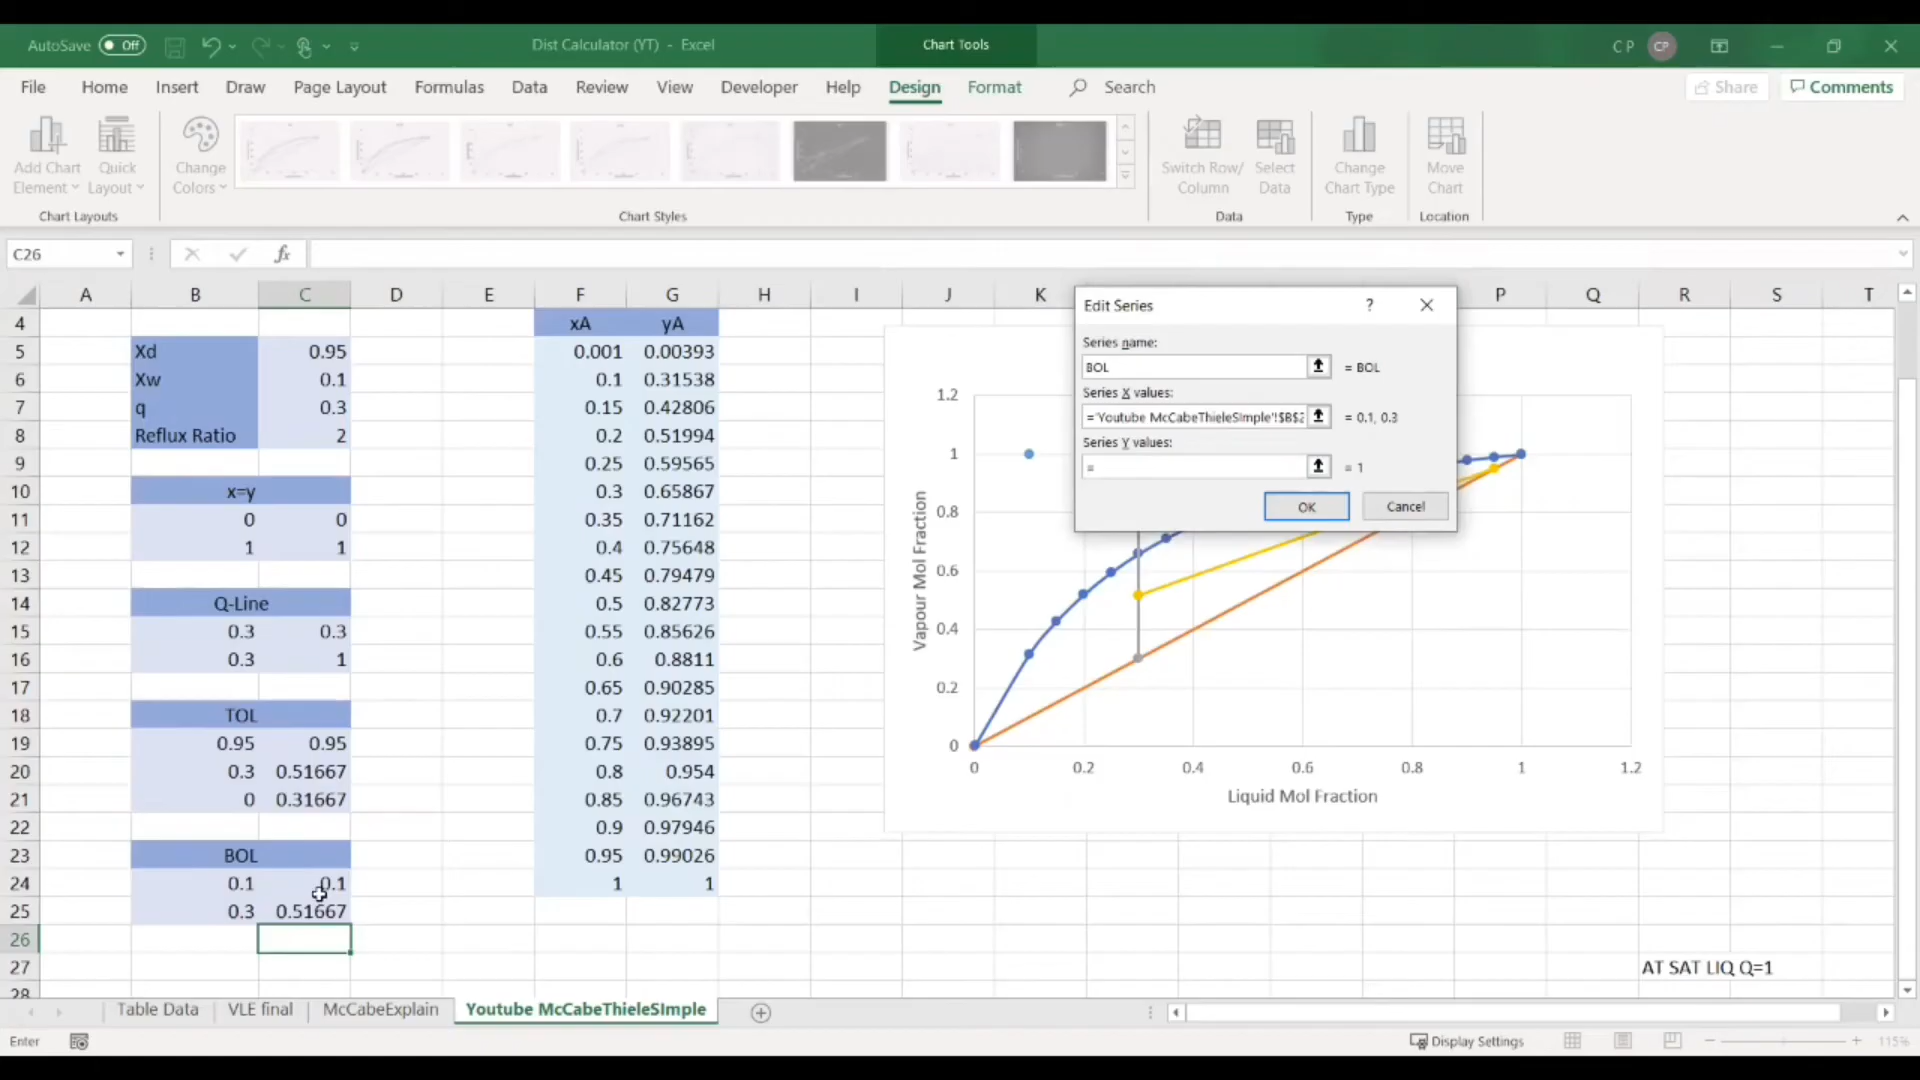 AutoSave Off
Dist Calculator (YT) - Excel
Chart Tools
C P CP
File Home Insert Draw Page Layout Formulas Data Review View Developer Help Design Format Search
Share Comments
Add Chart Element
Quick Layout
Change Colors
Switch Row/ Column
Select Data
Change Chart Type
Move Chart
Chart Layouts Chart Styles Data Type Location
C26 fx
A B C D E F G H I J K P Q R S T
4 xA yA
5 Xd 0.95 0.001 0.00393
6 Xw 0.1 0.1 0.31538
7 q 0.3 0.15 0.42806
8 Reflux Ratio 2 0.2 0.51994
9 0.25 0.59565
10 x=y 0.3 0.65867
11 0 0 0.35 0.71162
12 1 1 0.4 0.75648
13 0.45 0.79479
14 Q-Line 0.5 0.82773
15 0.3 0.3 0.55 0.85626
16 0.3 1 0.6 0.8811
17 0.65 0.90285
18 TOL 0.7 0.92201
19 0.95 0.95 0.75 0.93895
20 0.3 0.51667 0.8 0.954
21 0 0.31667 0.85 0.96743
22 0.9 0.97946
23 BOL 0.95 0.99026
24 0.1 0.1 1 1
25 0.3 0.51667
26
27 AT SAT LIQ Q=1
28
Edit Series ?
Series name:
BOL = BOL
Series X values:
='Youtube McCabeThieleSImple'!$B$2 = 0.1, 0.3
Series Y values:
= = 1
OK Cancel
1.2
1
0.8
0.6
0.4
0.2
0
Vapour Mol Fraction
0 0.2 0.4 0.6 0.8 1 1.2
Liquid Mol Fraction
Table Data VLE final McCabeExplain Youtube McCabeThieleSImple
Enter Display Settings 115%